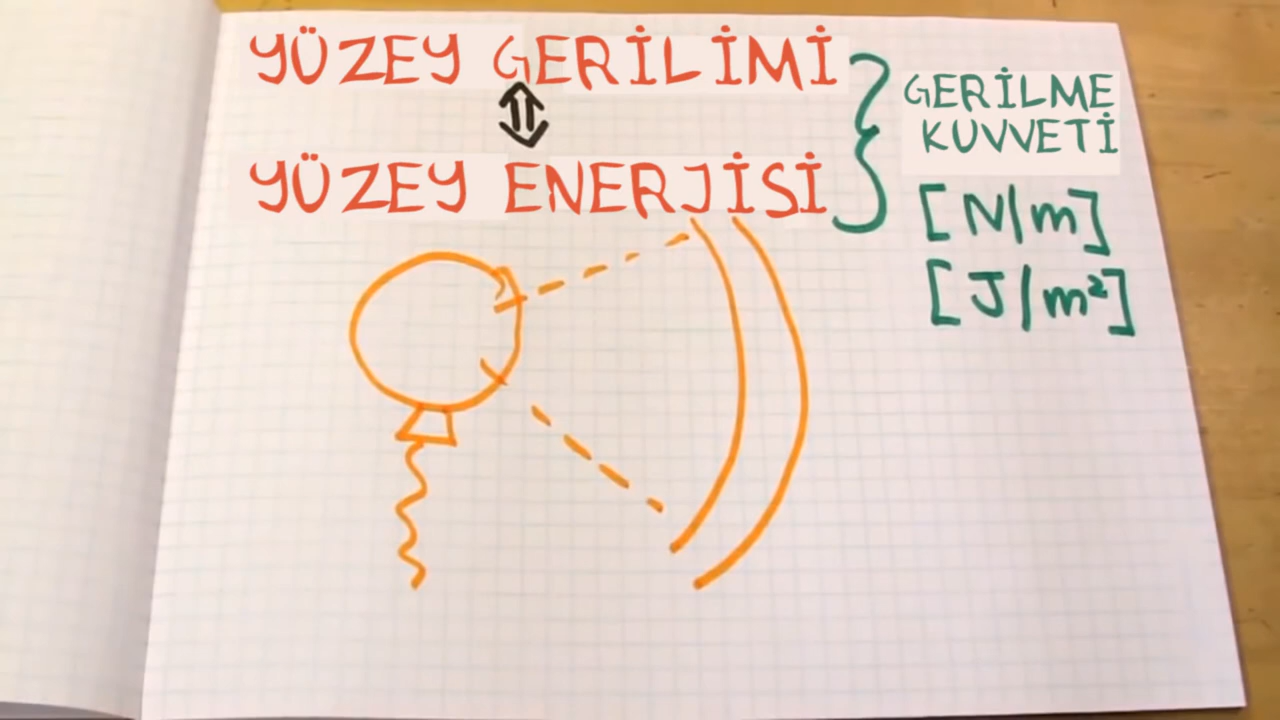 YÜZEY GERİLİMİ
⇕
YÜZEY ENERJİSİ
GERİLME
KUVVETİ
[N/m]
[J/m²]